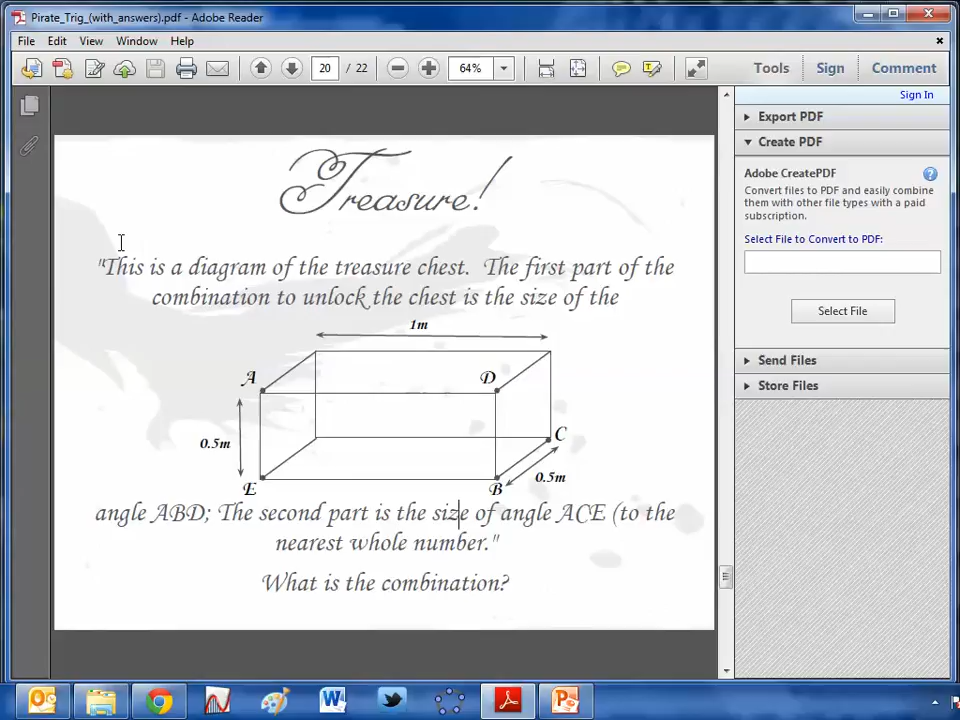 Pirate_Trig_(with_answers).pdf - Adobe Reader
File Edit View Window Help
20 / 22 64% Tools Sign Comment
Sign In
Export PDF
Create PDF
Adobe CreatePDF
Convert files to PDF and easily combine
them with other file types with a paid
subscription.
Select File to Convert to PDF:
Select File
Send Files
Store Files
Treasure!
"This is a diagram of the treasure chest. The first part of the
combination to unlock the chest is the size of the
1m
A D
0.5m C
0.5m
E B
angle ABD; The second part is the size of angle ACE (to the
nearest whole number."
What is the combination?